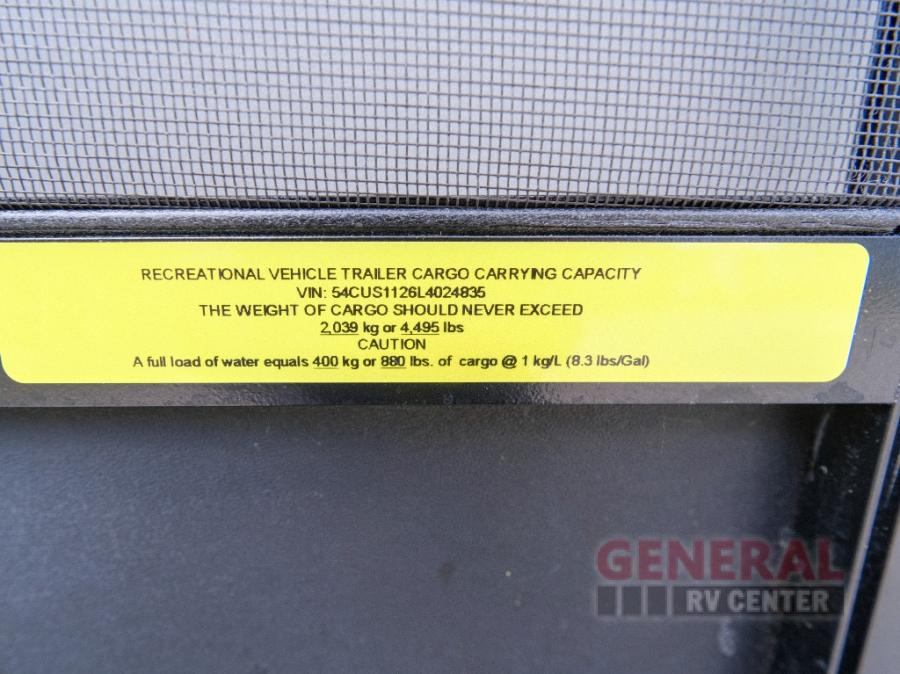 RECREATIONAL VEHICLE TRAILER CARGO CARRYING CAPACITY
VIN: 54CUS1126L4024835
THE WEIGHT OF CARGO SHOULD NEVER EXCEED
2,039 kg or 4,495 lbs
CAUTION
A full load of water equals 400 kg or 880 lbs. of cargo @ 1 kg/L (8.3 lbs/Gal)
GENERAL
RV CENTER